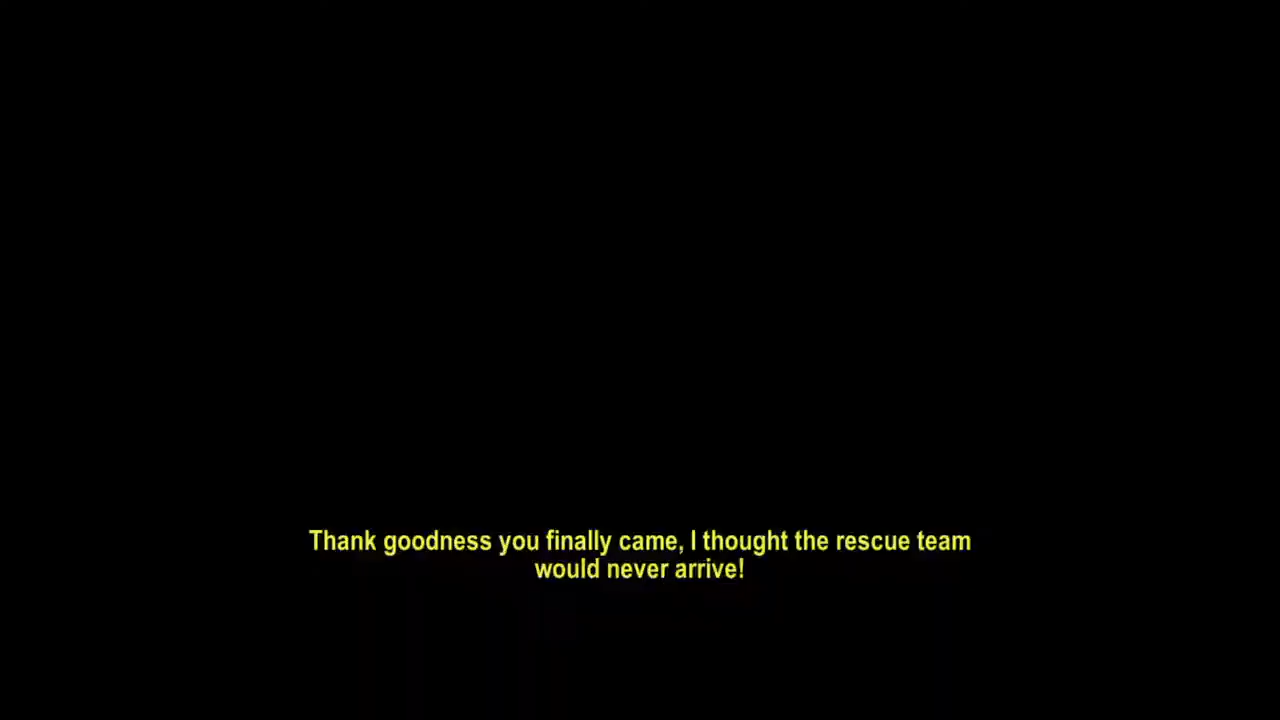 Thank goodness you finally came, I thought the rescue team
would never arrive!